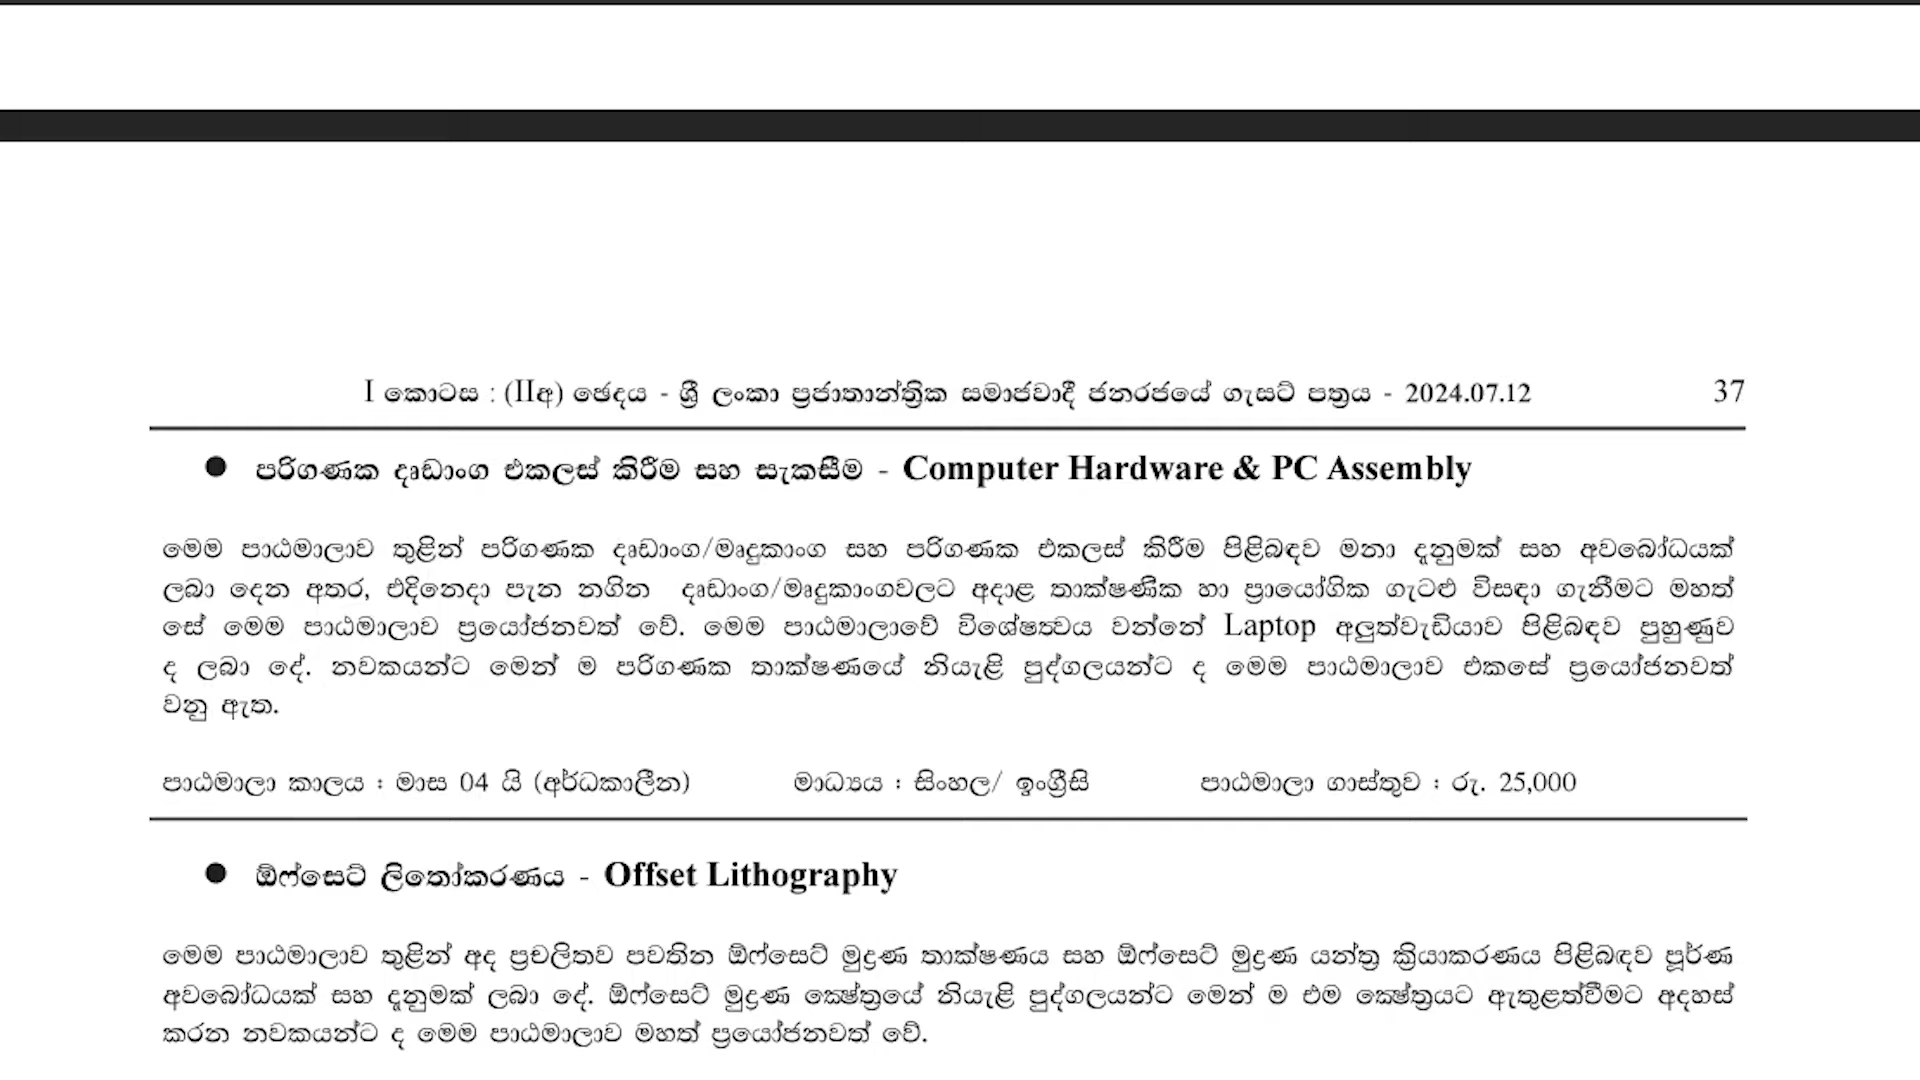 I කොටස : (IIඅ) ඡෙදය - ශ්‍රී ලංකා ප්‍රජාතාන්ත්‍රික සමාජවාදී ජනරජයේ ගැසට් පත්‍රය - 2024.07.12 37
● පරිගණක දෘඩාංග එකලස් කිරීම සහ සැකසීම - Computer Hardware & PC Assembly
මෙම පාඨමාලාව තුළින් පරිගණක දෘඩාංග/මෘදුකාංග සහ පරිගණක එකලස් කිරීම පිළිබඳව මනා දැනුමක් සහ අවබෝධයක්
ලබා දෙන අතර, එදිනෙදා පැන නගින දෘඩාංග/මෘදුකාංගවලට අදාළ තාක්ෂණික හා ප්‍රායෝගික ගැටළු විසඳා ගැනීමට මහත්
සේ මෙම පාඨමාලාව ප්‍රයෝජනවත් වේ. මෙම පාඨමාලාවේ විශේෂත්‍වය වන්නේ Laptop අලුත්වැඩියාව පිළිබඳව පුහුණුව
ද ලබා දේ. නවකයන්ට මෙන් ම පරිගණක තාක්ෂණයේ නියැළි පුද්ගලයන්ට ද මෙම පාඨමාලාව එකසේ ප්‍රයෝජනවත්
වනු ඇත.
පාඨමාලා කාලය : මාස 04 යි (අර්ධකාලීන) මාධ්‍යය : සිංහල/ ඉංග්‍රීසි පාඨමාලා ගාස්තුව : රු. 25,000
● ඕෆ්සෙට් ලිතෝකරණය - Offset Lithography
මෙම පාඨමාලාව තුළින් අද ප්‍රචලිතව පවතින ඕෆ්සෙට් මුද්‍රණ තාක්ෂණය සහ ඕෆ්සෙට් මුද්‍රණ යන්ත්‍ර ක්‍රියාකරණය පිළිබඳව පූර්ණ
අවබෝධයක් සහ දැනුමක් ලබා දේ. ඕෆ්සෙට් මුද්‍රණ ක්‍ෂේත්‍රයේ නියැළි පුද්ගලයන්ට මෙන් ම එම ක්‍ෂේත්‍රයට ඇතුළත්වීමට අදහස්
කරන නවකයන්ට ද මෙම පාඨමාලාව මහත් ප්‍රයෝජනවත් වේ.